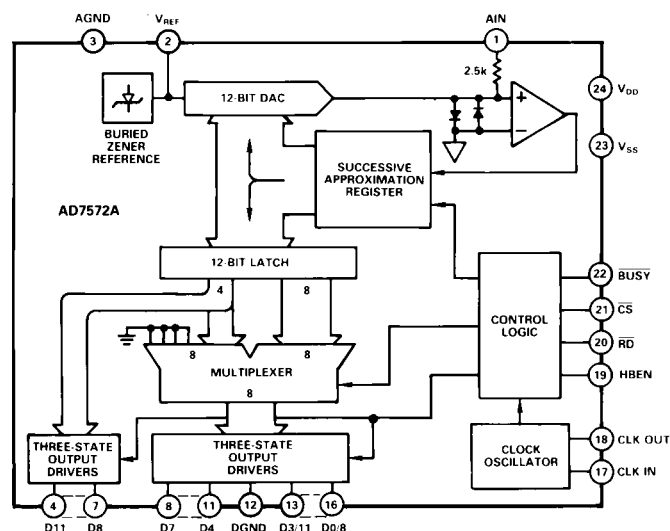 AGND VREF AIN
3 2 1
2.5k
12-BIT DAC
+
−
24 VDD
BURIED
ZENER
REFERENCE
23 VSS
SUCCESSIVE
APPROXIMATION
REGISTER
AD7572A
12-BIT LATCH
4 8
CONTROL
LOGIC
22 BUSY
21 CS
20 RD
19 HBEN
8 8
MULTIPLEXER
8
THREE-STATE
OUTPUT
DRIVERS
THREE-STATE
OUTPUT
DRIVERS
CLOCK
OSCILLATOR
18 CLK OUT
17 CLK IN
4 7 8 11 12 13 16
D11 D8 D7 D4 DGND D3/11 D0/8